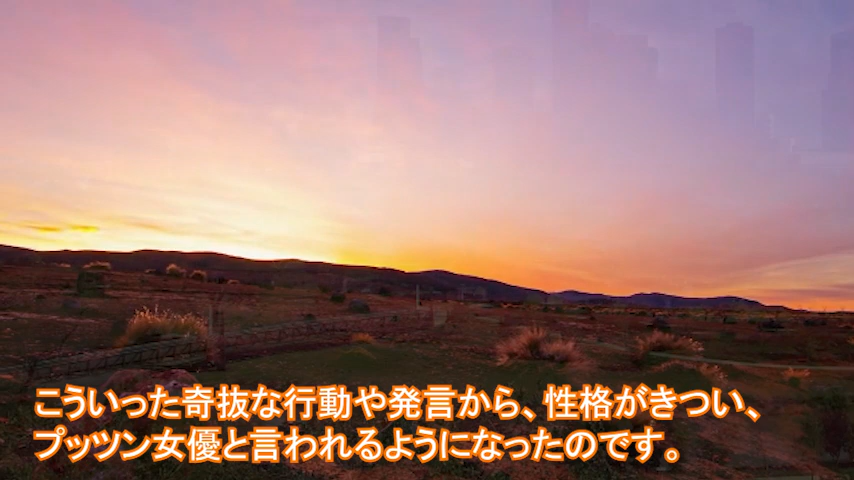 こういった奇抜な行動や発言から、性格がきつい、
プッツン女優と言われるようになったのです。